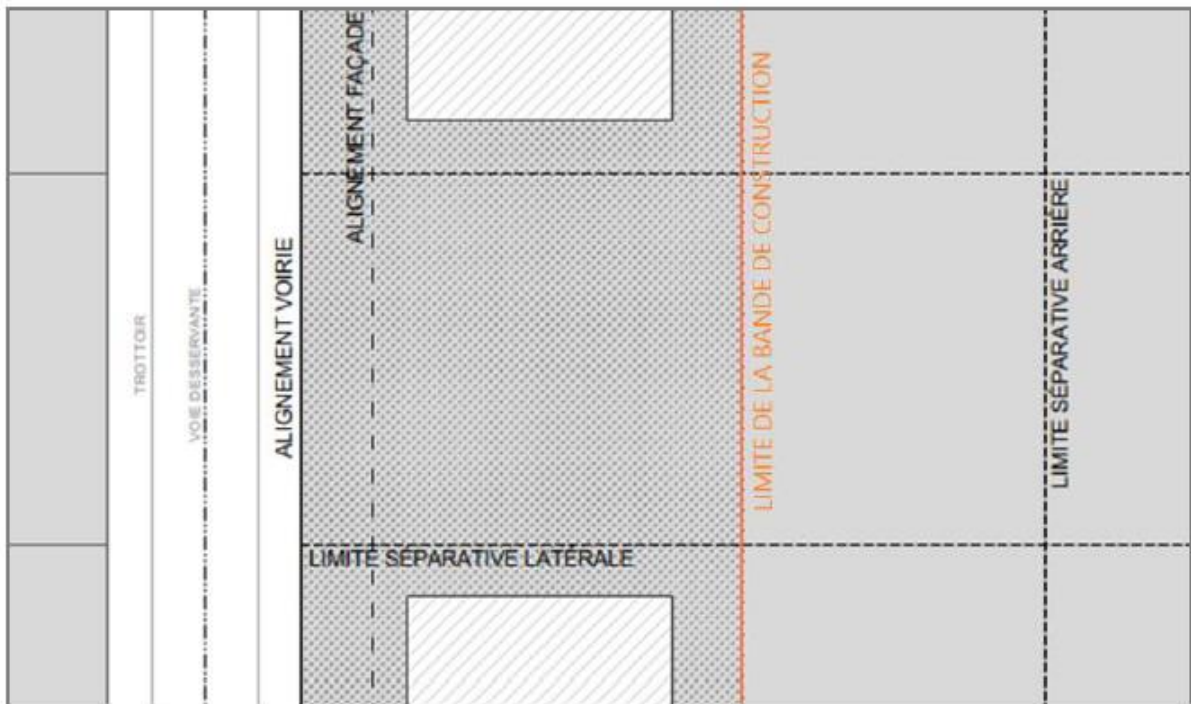 TROTTOIR
VOIE DESSERVANTE
ALIGNEMENT VOIRIE
ALIGNEMENT FAÇADE
LIMITE DE LA BANDE DE CONSTRUCTION
LIMITE SÉPARATIVE ARRIÈRE
LIMITE SÉPARATIVE LATÉRALE